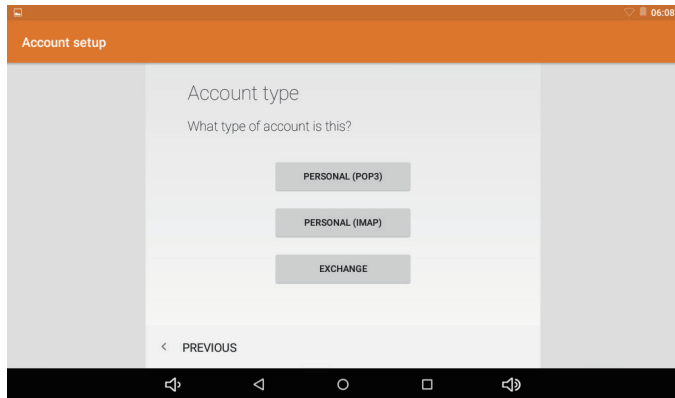 06:08
Account setup
Account type
What type of account is this?
PERSONAL (POP3)
PERSONAL (IMAP)
EXCHANGE
PREVIOUS